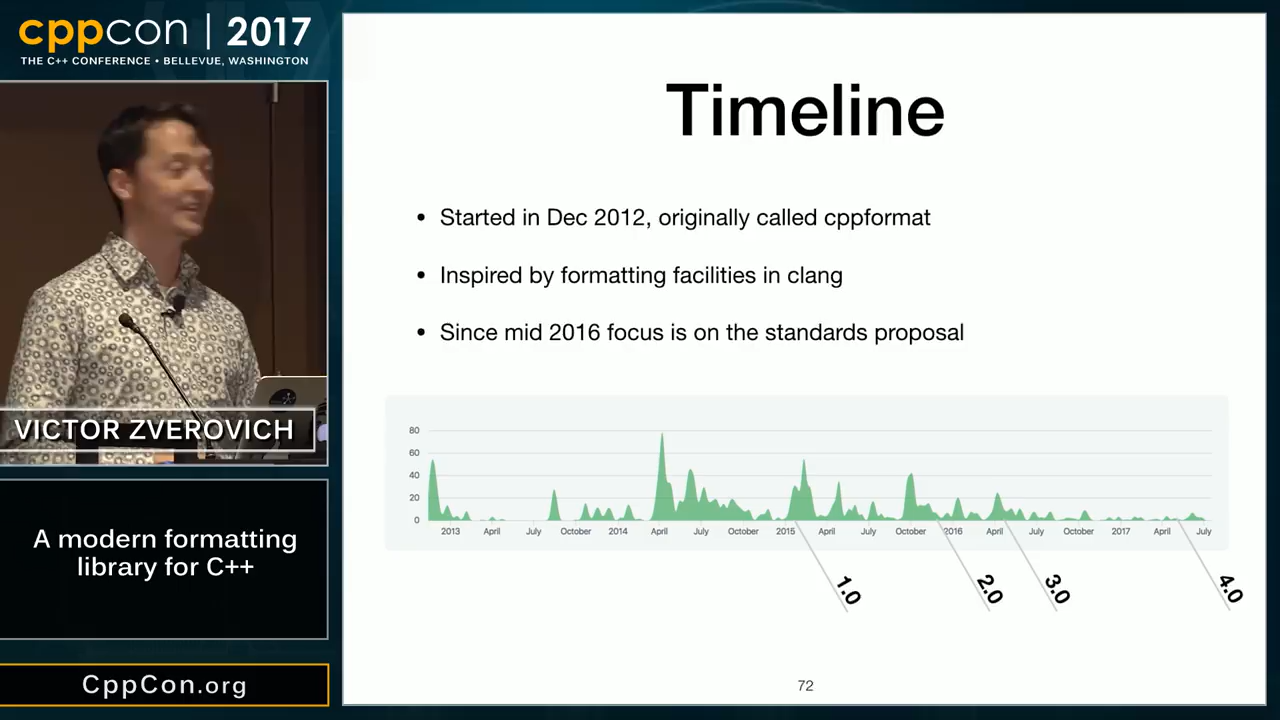 cppcon | 2017
THE C++ CONFERENCE • BELLEVUE, WASHINGTON
VICTOR ZVEROVICH
A modern formatting
library for C++
CppCon.org
Timeline
• Started in Dec 2012, originally called cppformat
• Inspired by formatting facilities in clang
• Since mid 2016 focus is on the standards proposal
80
60
40
20
0
2013 April July October 2014 April July October 2015 April July October 2016 April July October 2017 April July
1.0 2.0 3.0 4.0
72